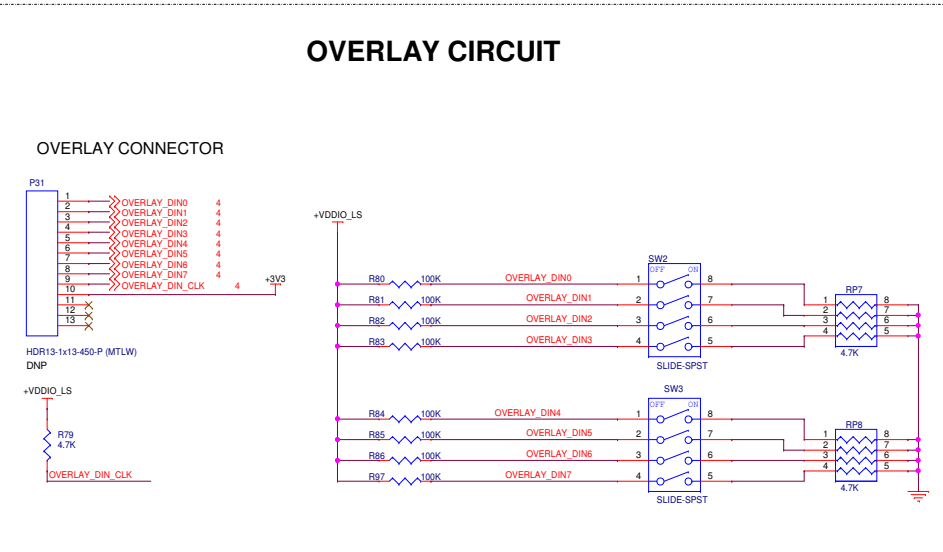 OVERLAY CIRCUIT
OVERLAY CONNECTOR
P31
1 OVERLAY_DIN0 4
2 OVERLAY_DIN1 4
3 OVERLAY_DIN2 4
4 OVERLAY_DIN3 4
5 OVERLAY_DIN4 4
6 OVERLAY_DIN5 4
7 OVERLAY_DIN6 4
8 OVERLAY_DIN7 4
9 OVERLAY_DIN_CLK 4
10 +3V3
11
12
13
HDR13-1x13-450-P (MTLW)
DNP
+VDDIO_LS
R79
4.7K
OVERLAY_DIN_CLK
+VDDIO_LS
SW2
OFF ON
R80 100K OVERLAY_DIN0 1 8
R81 100K OVERLAY_DIN1 2 7
R82 100K OVERLAY_DIN2 3 6
R83 100K OVERLAY_DIN3 4 5
SLIDE-SPST
RP7
1 8
2 7
3 6
4 5
4.7K
SW3
OFF ON
R84 100K OVERLAY_DIN4 1 8
R85 100K OVERLAY_DIN5 2 7
R86 100K OVERLAY_DIN6 3 6
R97 100K OVERLAY_DIN7 4 5
SLIDE-SPST
RP8
1 8
2 7
3 6
4 5
4.7K